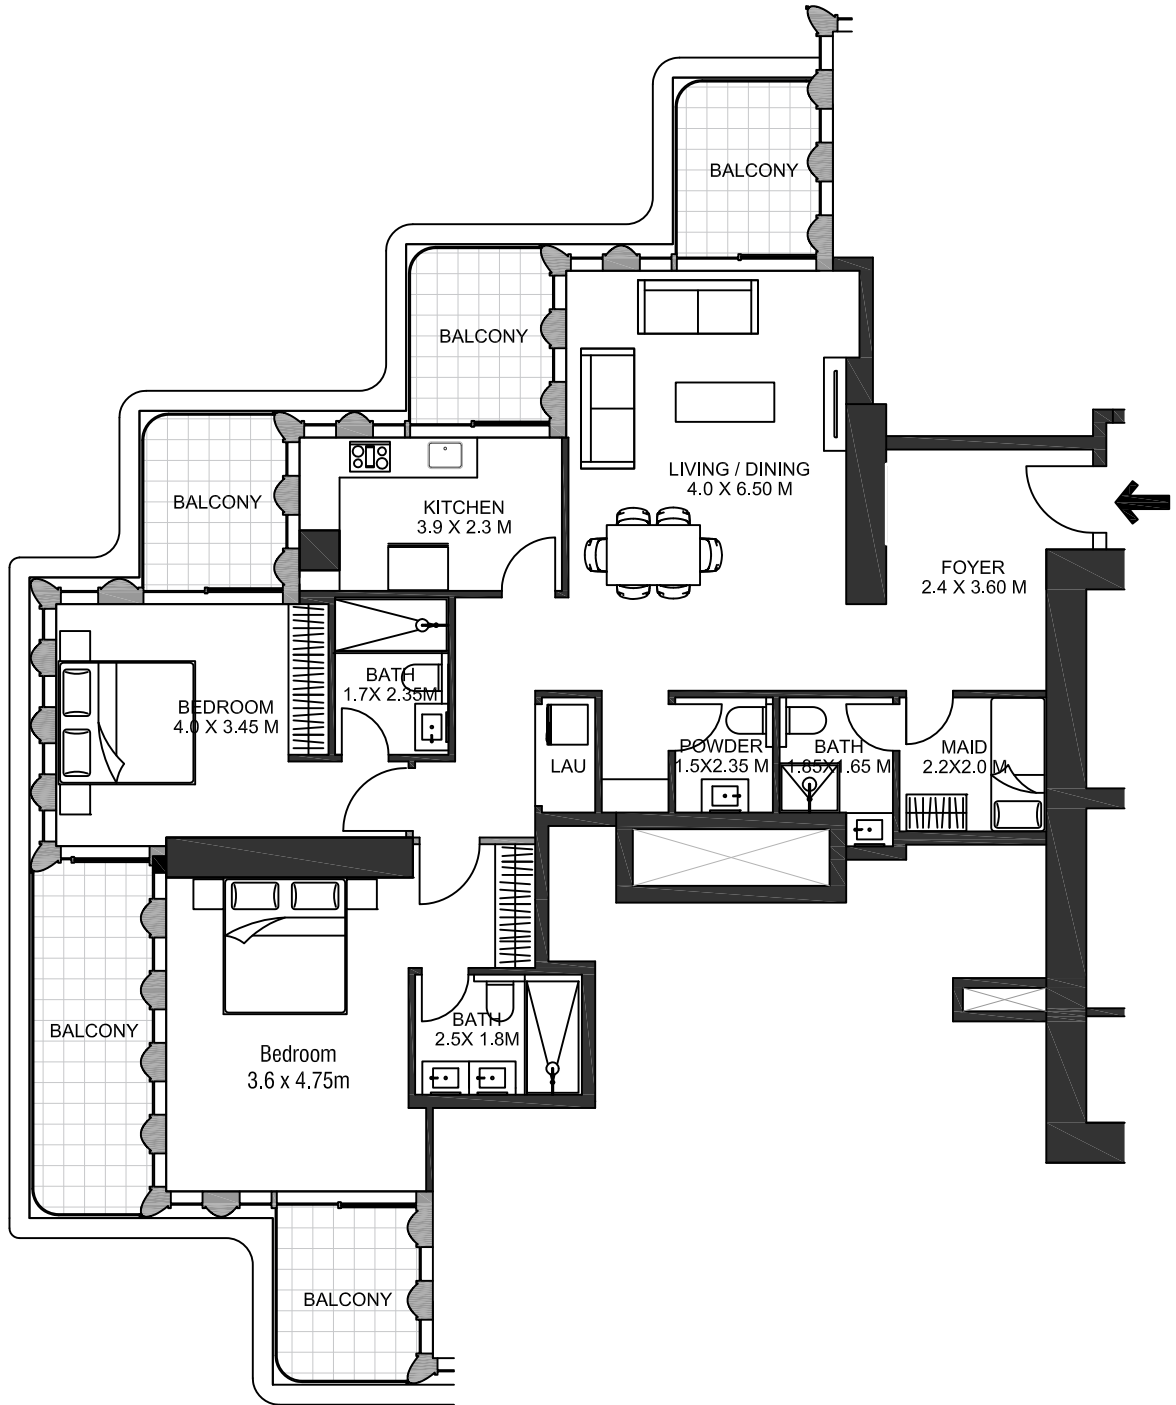 BALCONY
BALCONY
LIVING / DINING
4.0 X 6.50 M
BALCONY
KITCHEN
3.9 X 2.3 M
FOYER
2.4 X 3.60 M
BATH
1.7X 2.35M
BEDROOM
4.0 X 3.45 M
LAU
POWDER
1.5X2.35 M
BATH
1.85X1.65 M
MAID
2.2X2.0 M
BALCONY
BATH
2.5X 1.8M
Bedroom
3.6 x 4.75m
BALCONY